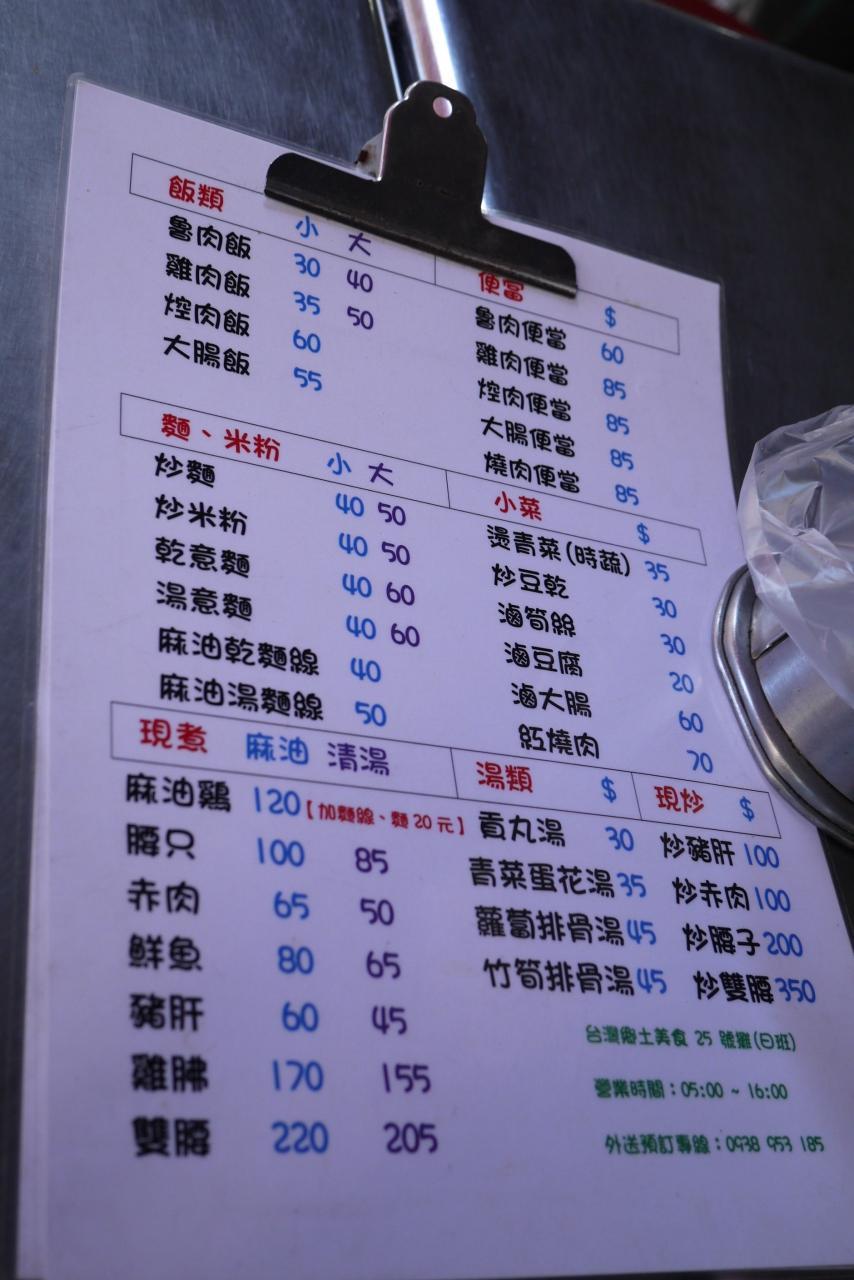 飯類 小 大
魯肉飯 30 40
雞肉飯 35 50
焢肉飯 60
大腸飯 55
便當 $
魯肉便當 60
雞肉便當 85
焢肉便當 85
大腸便當 85
燒肉便當 85
麵、米粉 小 大
炒麵 40 50
炒米粉 40 50
乾意麵 40 60
湯意麵 40 60
麻油乾麵線 40
麻油湯麵線 50
小菜 $
燙青菜(時蔬) 35
炒豆乾 30
滷筍絲 30
滷豆腐 20
滷大腸 60
紅燒肉 70
現煮 麻油 清湯
麻油鷄 120【加麵線、麵20元】
腰只 100 85
赤肉 65 50
鮮魚 80 65
豬肝 60 45
雞胇 170 155
雙腰 220 205
湯類 $
貢丸湯 30
青菜蛋花湯 35
蘿蔔排骨湯 45
竹筍排骨湯 45
現炒 $
炒豬肝 100
炒赤肉 100
炒腰子 200
炒雙腰 350
台灣鄉土美食 25 號攤(日班)
營業時間：05:00 ~ 16:00
外送預訂專線：0938 953 185